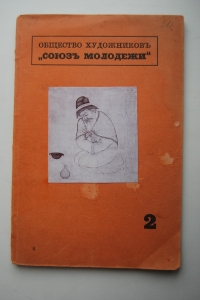 ОБЩЕСТВО ХУДОЖНИКОВЪ
„СОЮЗЪ МОЛОДЕЖИ“
2